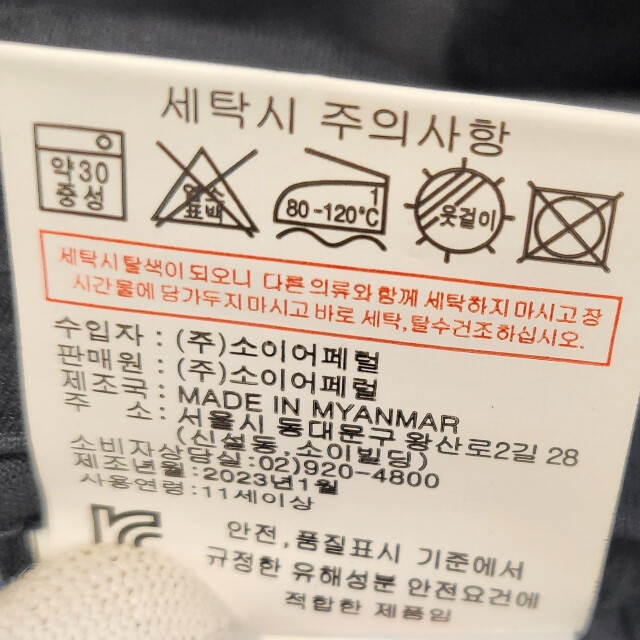 세탁시 주의사항
약30
중성
염소
표백
1
80-120℃
옷걸이
세탁시 탈색이 되오니 다른 의류와 함께 세탁하지 마시고 장
시간 물에 담가두지 마시고 바로 세탁,탈수건조하십시오.
수입자 : (주)소이어페럴
판매원 : (주)소이어페럴
제조국 : MADE IN MYANMAR
주 소 : 서울시 동대문구 왕산로2길 28
(신설동,소이빌딩)
소비자상담실:02)920-4800
제조년월:2023년1월
사용연령:11세이상
안전,품질표시 기준에서
규정한 유해성분 안전요건에
적합한 제품임